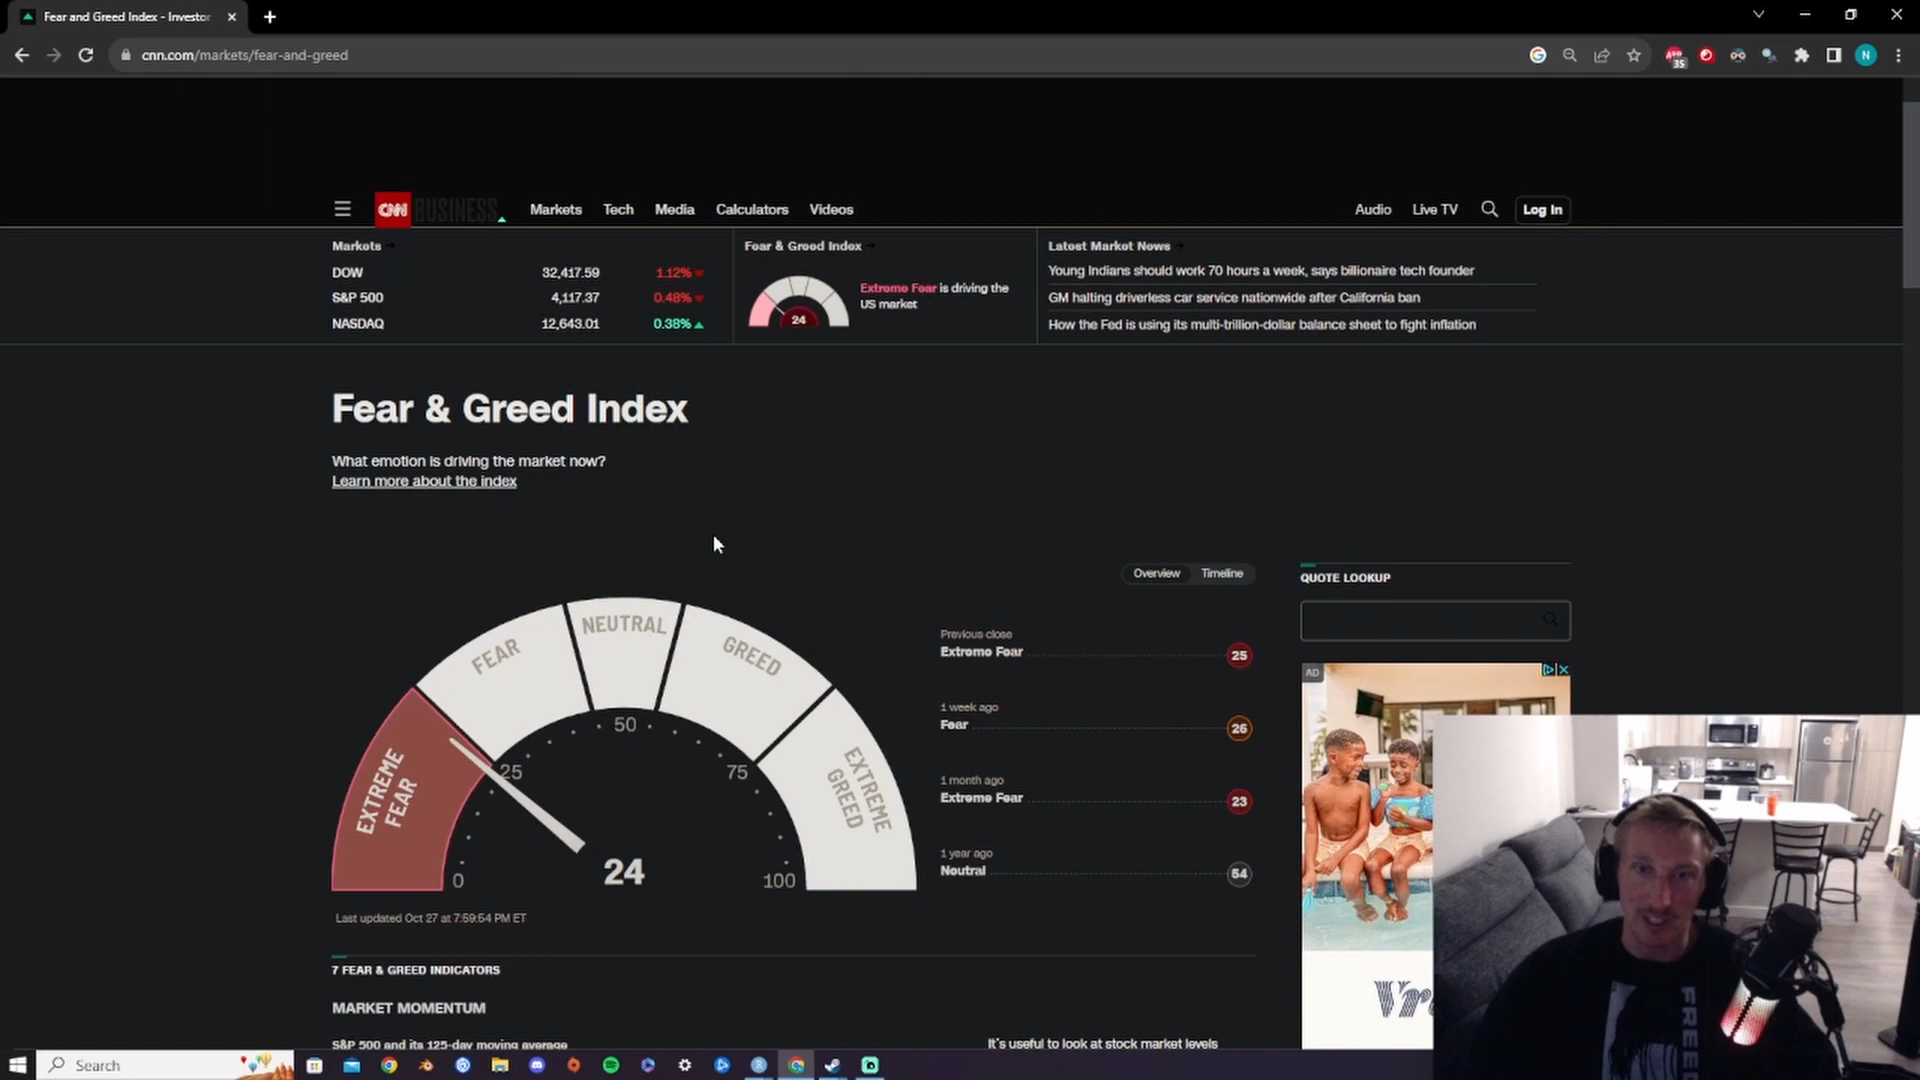 Fear and Greed Index - Investor
cnn.com/markets/fear-and-greed
35
N
CNN BUSINESS Markets Tech Media Calculators Videos Audio Live TV Log In
Markets
DOW 32,417.59 1.12%
S&P 500 4,117.37 0.48%
NASDAQ 12,643.01 0.38%
Fear & Greed Index
24
Extreme Fear is driving the
US market
Latest Market News
Young Indians should work 70 hours a week, says billionaire tech founder
GM halting driverless car service nationwide after California ban
How the Fed is using its multi-trillion-dollar balance sheet to fight inflation
Fear & Greed Index
What emotion is driving the market now?
Learn more about the index
Overview Timeline
EXTREME
FEAR
FEAR
NEUTRAL
GREED
EXTREME
GREED
0
25
50
75
100
24
Last updated Oct 27 at 7:59:54 PM ET
Previous close
Extreme Fear 25
1 week ago
Fear 26
1 month ago
Extreme Fear 23
1 year ago
Neutral 54
QUOTE LOOKUP
AD
Vr
7 FEAR & GREED INDICATORS
MARKET MOMENTUM
S&P 500 and its 125-day moving average
It's useful to look at stock market levels
Search
FREED